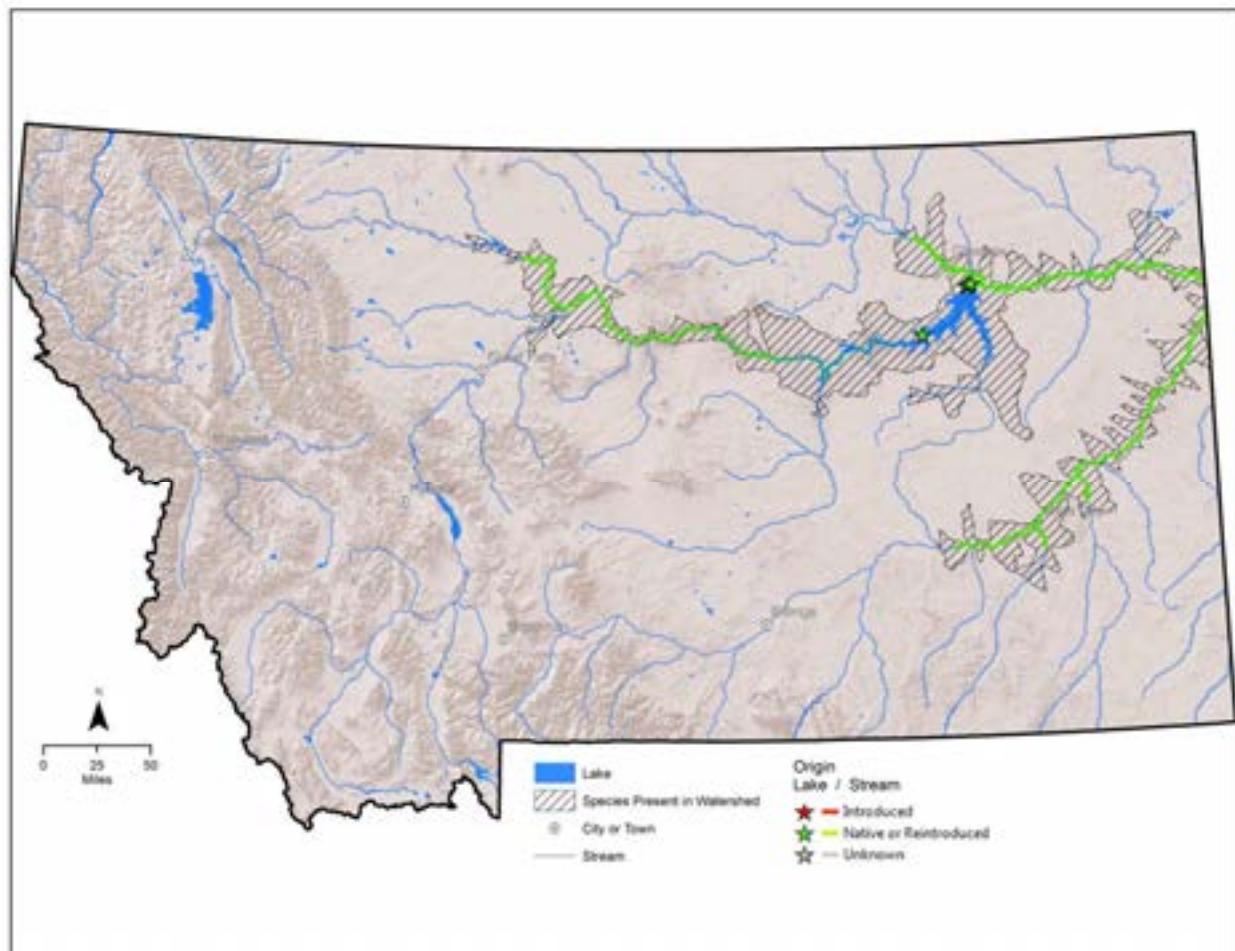 Billings
N
0 25 50
Miles
Lake
Species Present in Watershed
City or Town
Stream
Origin
Lake / Stream
Introduced
Native or Reintroduced
Unknown